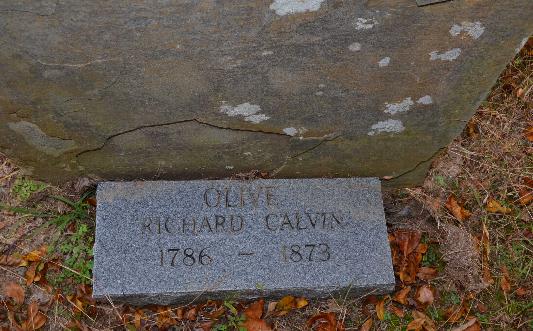 OLIVE
RICHARD CALVIN
1786 - 1873